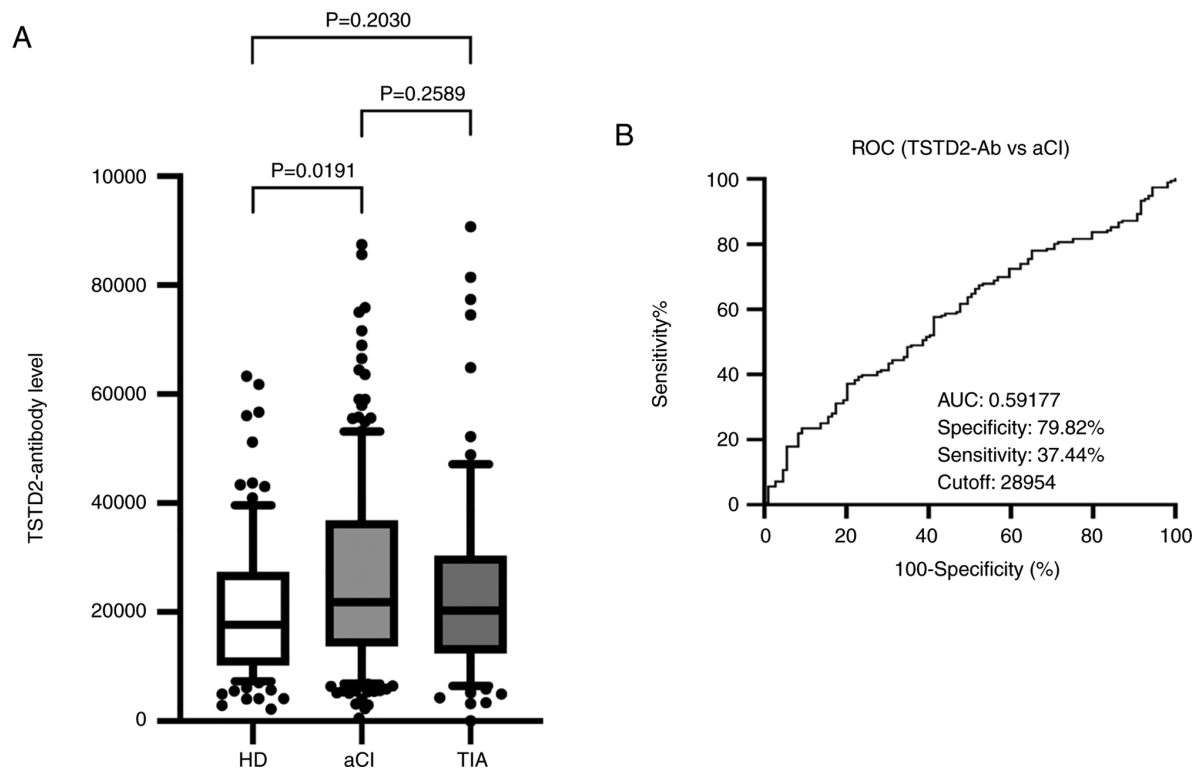 A
P=0.2030
P=0.2589
P=0.0191
10000
80000
60000
40000
20000
0
TSTD2-antibody level
HD
aCI
TIA
B
ROC (TSTD2-Ab vs aCI)
100
80
60
40
20
0
Sensitivity%
AUC: 0.59177
Specificity: 79.82%
Sensitivity: 37.44%
Cutoff: 28954
0 20 40 60 80 100
100-Specificity (%)